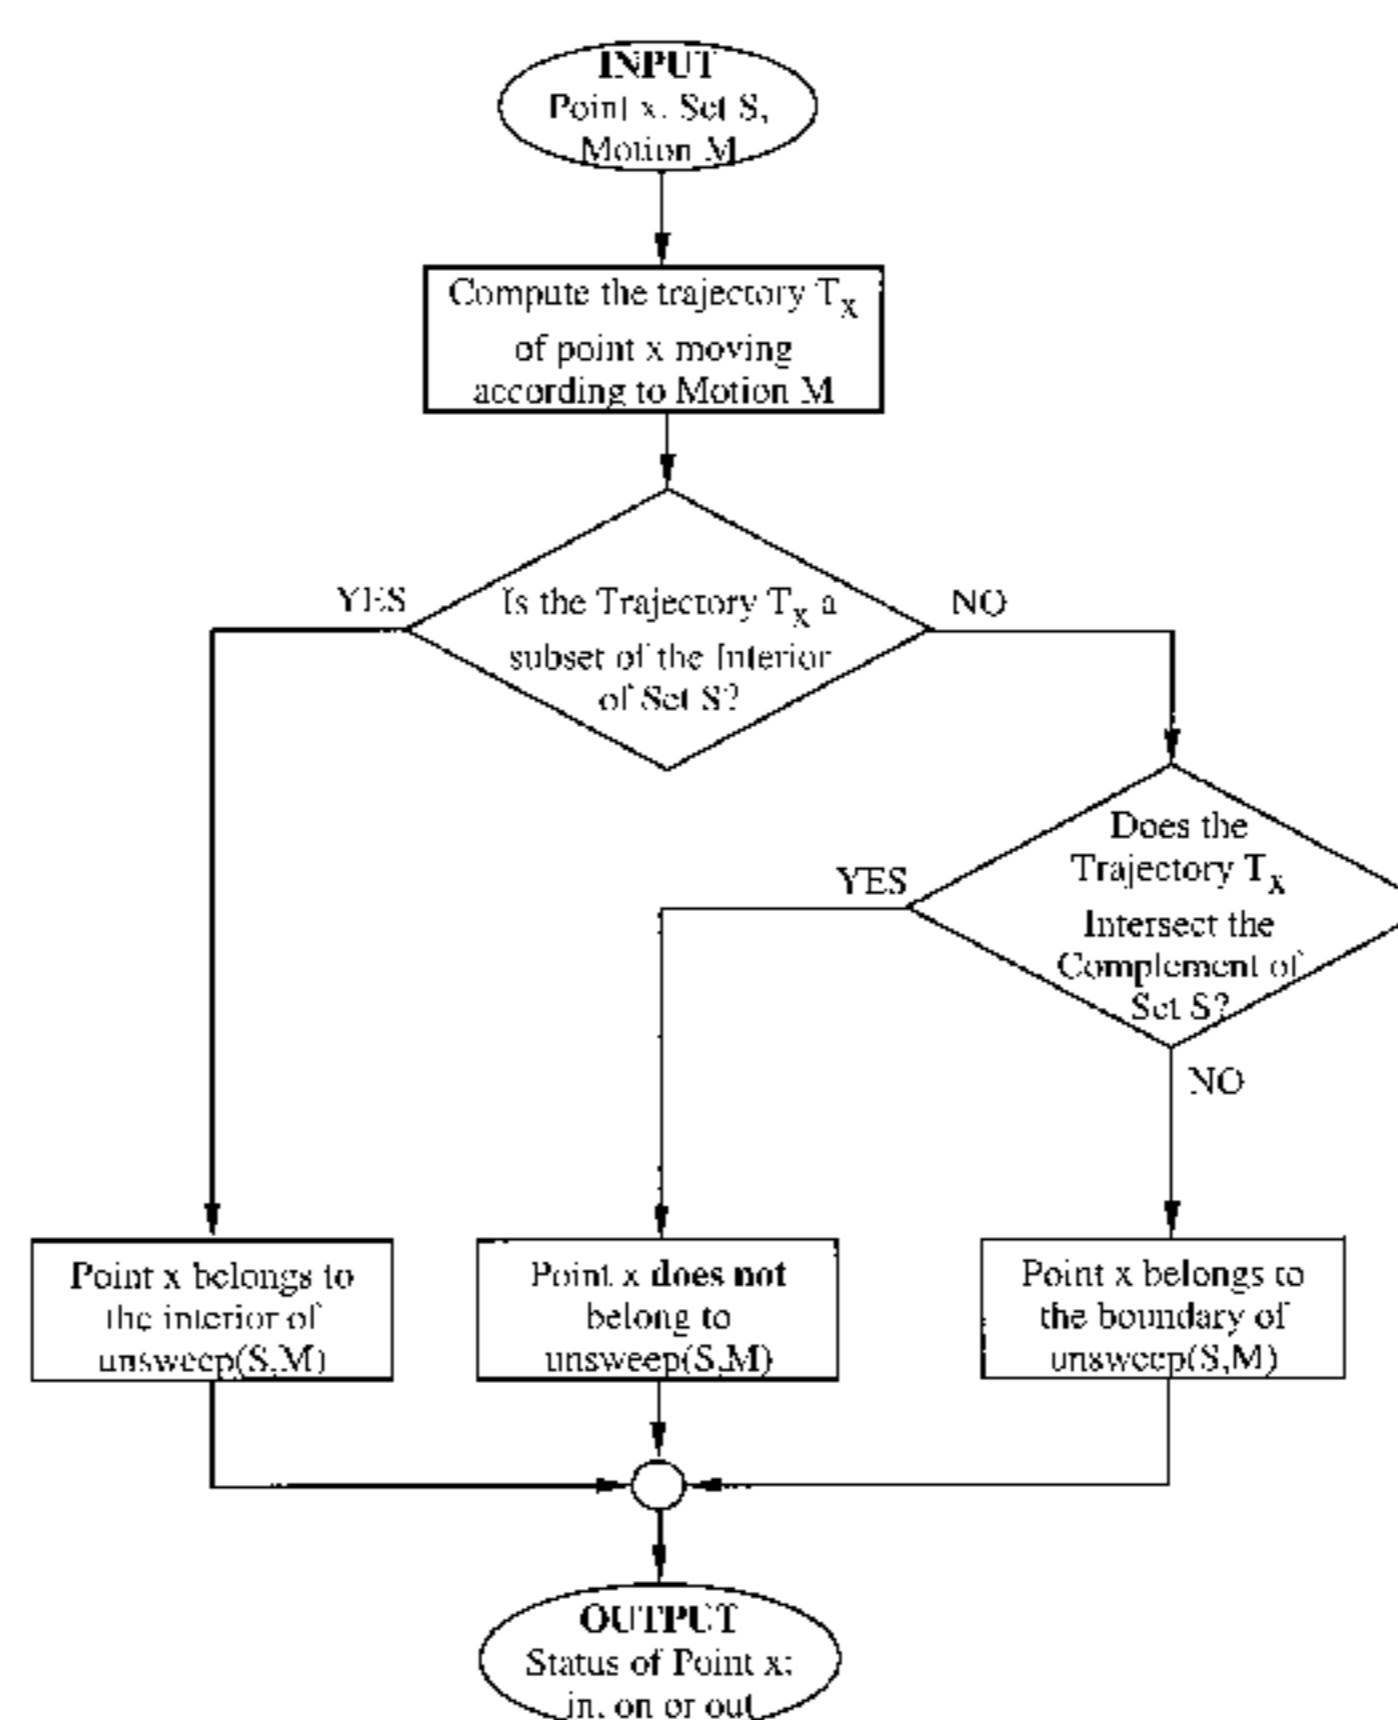 INPUT
Point x, Set S,
Motion M
Compute the trajectory Tx
of point x moving
according to Motion M
YES
Is the Trajectory Tx a
subset of the Interior
of Set S?
NO
Does the
Trajectory Tx
Intersect the
Complement of
Set S?
YES
NO
Point x belongs to
the interior of
unsweep(S,M)
Point x does not
belong to
unsweep(S,M)
Point x belongs to
the boundary of
unsweep(S,M)
OUTPUT
Status of Point x:
in, on or out